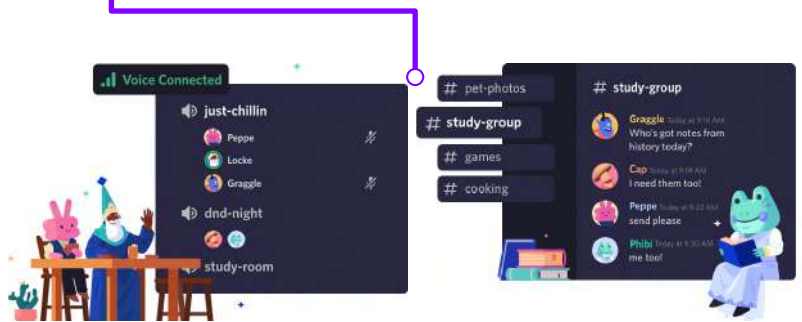 Voice Connected
just-chillin
Peppe
Locke
Graggle
dnd-night
study-room
# pet-photos
# study-group
# games
# cooking
# study-group
Graggle Today at 9:18 AM
Who's got notes from
history today?
Cap Today at 9:19 AM
I need them too!
Peppe Today at 9:22 AM
send please
Phibi Today at 9:30 AM
me too!